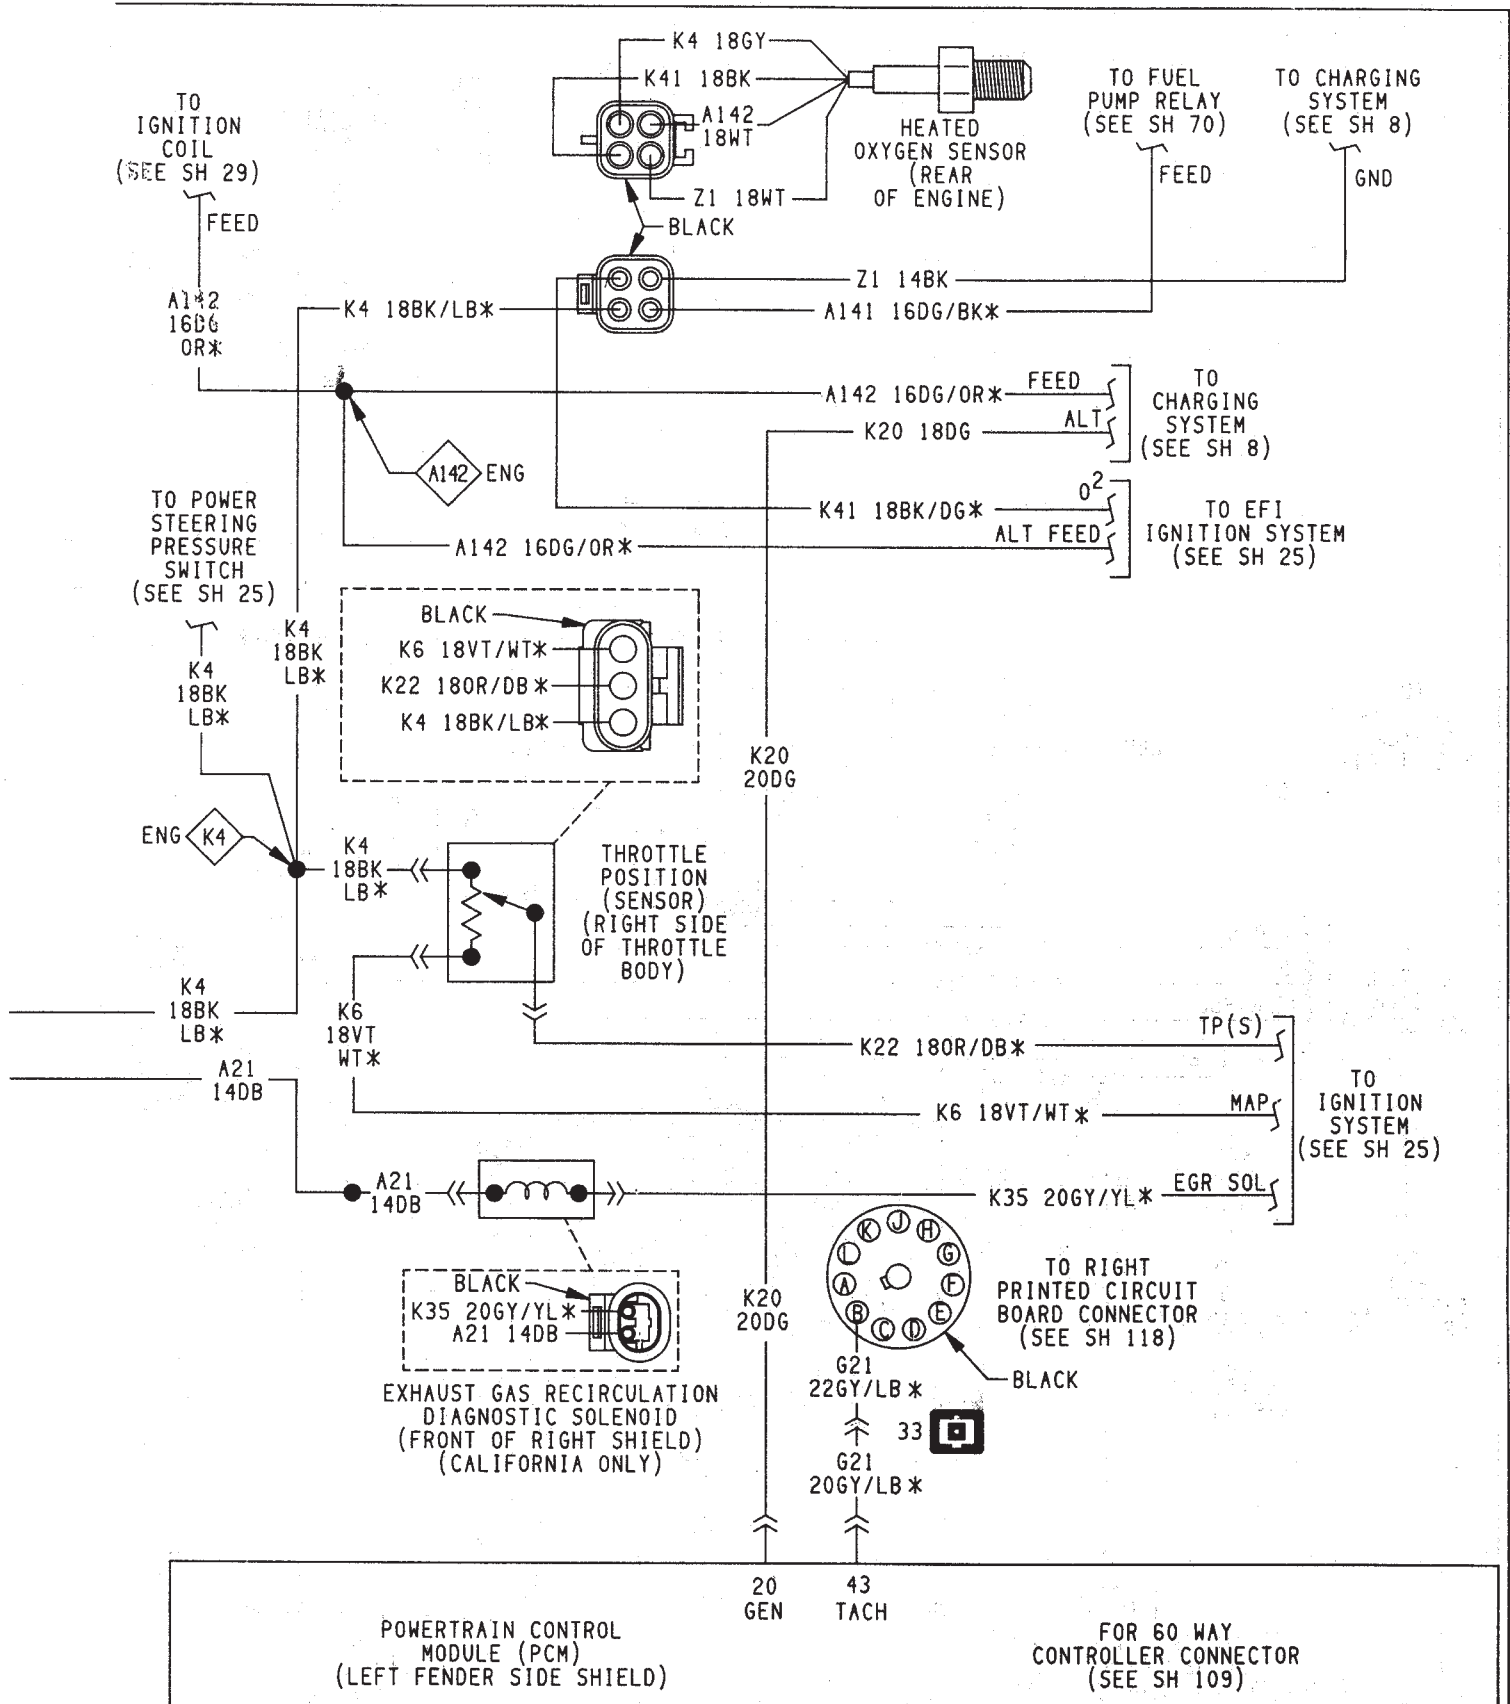 K4 18GY
K41 18BK
A142
18WT
Z1 18WT
BLACK
HEATED
OXYGEN SENSOR
(REAR
OF ENGINE)
TO FUEL
PUMP RELAY
(SEE SH 70)
FEED
TO CHARGING
SYSTEM
(SEE SH 8)
GND
TO
IGNITION
COIL
(SEE SH 29)
FEED
A142
16DG
OR*
K4 18BK/LB*
Z1 14BK
A141 16DG/BK*
A142 16DG/OR*
FEED
K20 18DG
ALT
TO
CHARGING
SYSTEM
(SEE SH 8)
A142
ENG
K41 18BK/DG*
O2
A142 16DG/OR*
ALT FEED
TO EFI
IGNITION SYSTEM
(SEE SH 25)
TO POWER
STEERING
PRESSURE
SWITCH
(SEE SH 25)
K4
18BK
LB*
K4
18BK
LB*
BLACK
K6 18VT/WT*
K22 18OR/DB*
K4 18BK/LB*
K20
20DG
ENG
K4
K4
18BK
LB*
THROTTLE
POSITION
(SENSOR)
(RIGHT SIDE
OF THROTTLE
BODY)
K4
18BK
LB*
K6
18VT
WT*
A21
14DB
K22 18OR/DB*
TP(S)
K6 18VT/WT*
MAP
TO
IGNITION
SYSTEM
(SEE SH 25)
A21
14DB
K35 20GY/YL*
EGR SOL
BLACK
K35 20GY/YL*
A21 14DB
EXHAUST GAS RECIRCULATION
DIAGNOSTIC SOLENOID
(FRONT OF RIGHT SHIELD)
(CALIFORNIA ONLY)
K20
20DG
J
K
H
L
G
A
F
B
E
C
D
TO RIGHT
PRINTED CIRCUIT
BOARD CONNECTOR
(SEE SH 118)
BLACK
G21
22GY/LB*
33
G21
20GY/LB*
20
GEN
43
TACH
POWERTRAIN CONTROL
MODULE (PCM)
(LEFT FENDER SIDE SHIELD)
FOR 60 WAY
CONTROLLER CONNECTOR
(SEE SH 109)